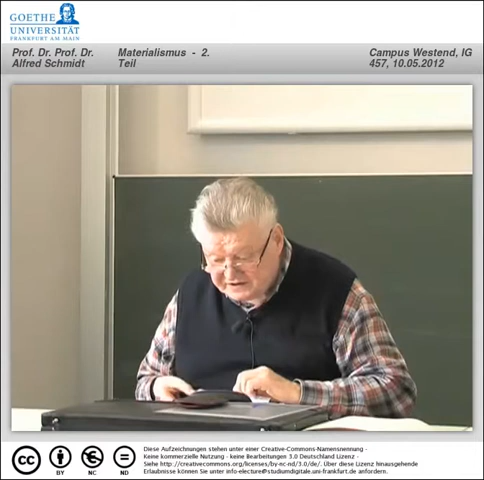 GOETHE
UNIVERSITÄT
FRANKFURT AM MAIN
Prof. Dr. Prof. Dr.
Alfred Schmidt
Materialismus - 2.
Teil
Campus Westend, IG
457, 10.05.2012
cc BY NC ND
Diese Aufzeichnungen stehen unter einer Creative-Commons-Namensnennung -
Keine kommerzielle Nutzung - keine Bearbeitungen 3.0 Deutschland Lizenz -
Siehe http://creativecommons.org/licenses/by-nc-nd/3.0/de/. Über diese Lizenz hinausgehende
Erlaubnisse können Sie unter info-electure@studiumdigitale.uni-frankfurt.de anfordern.